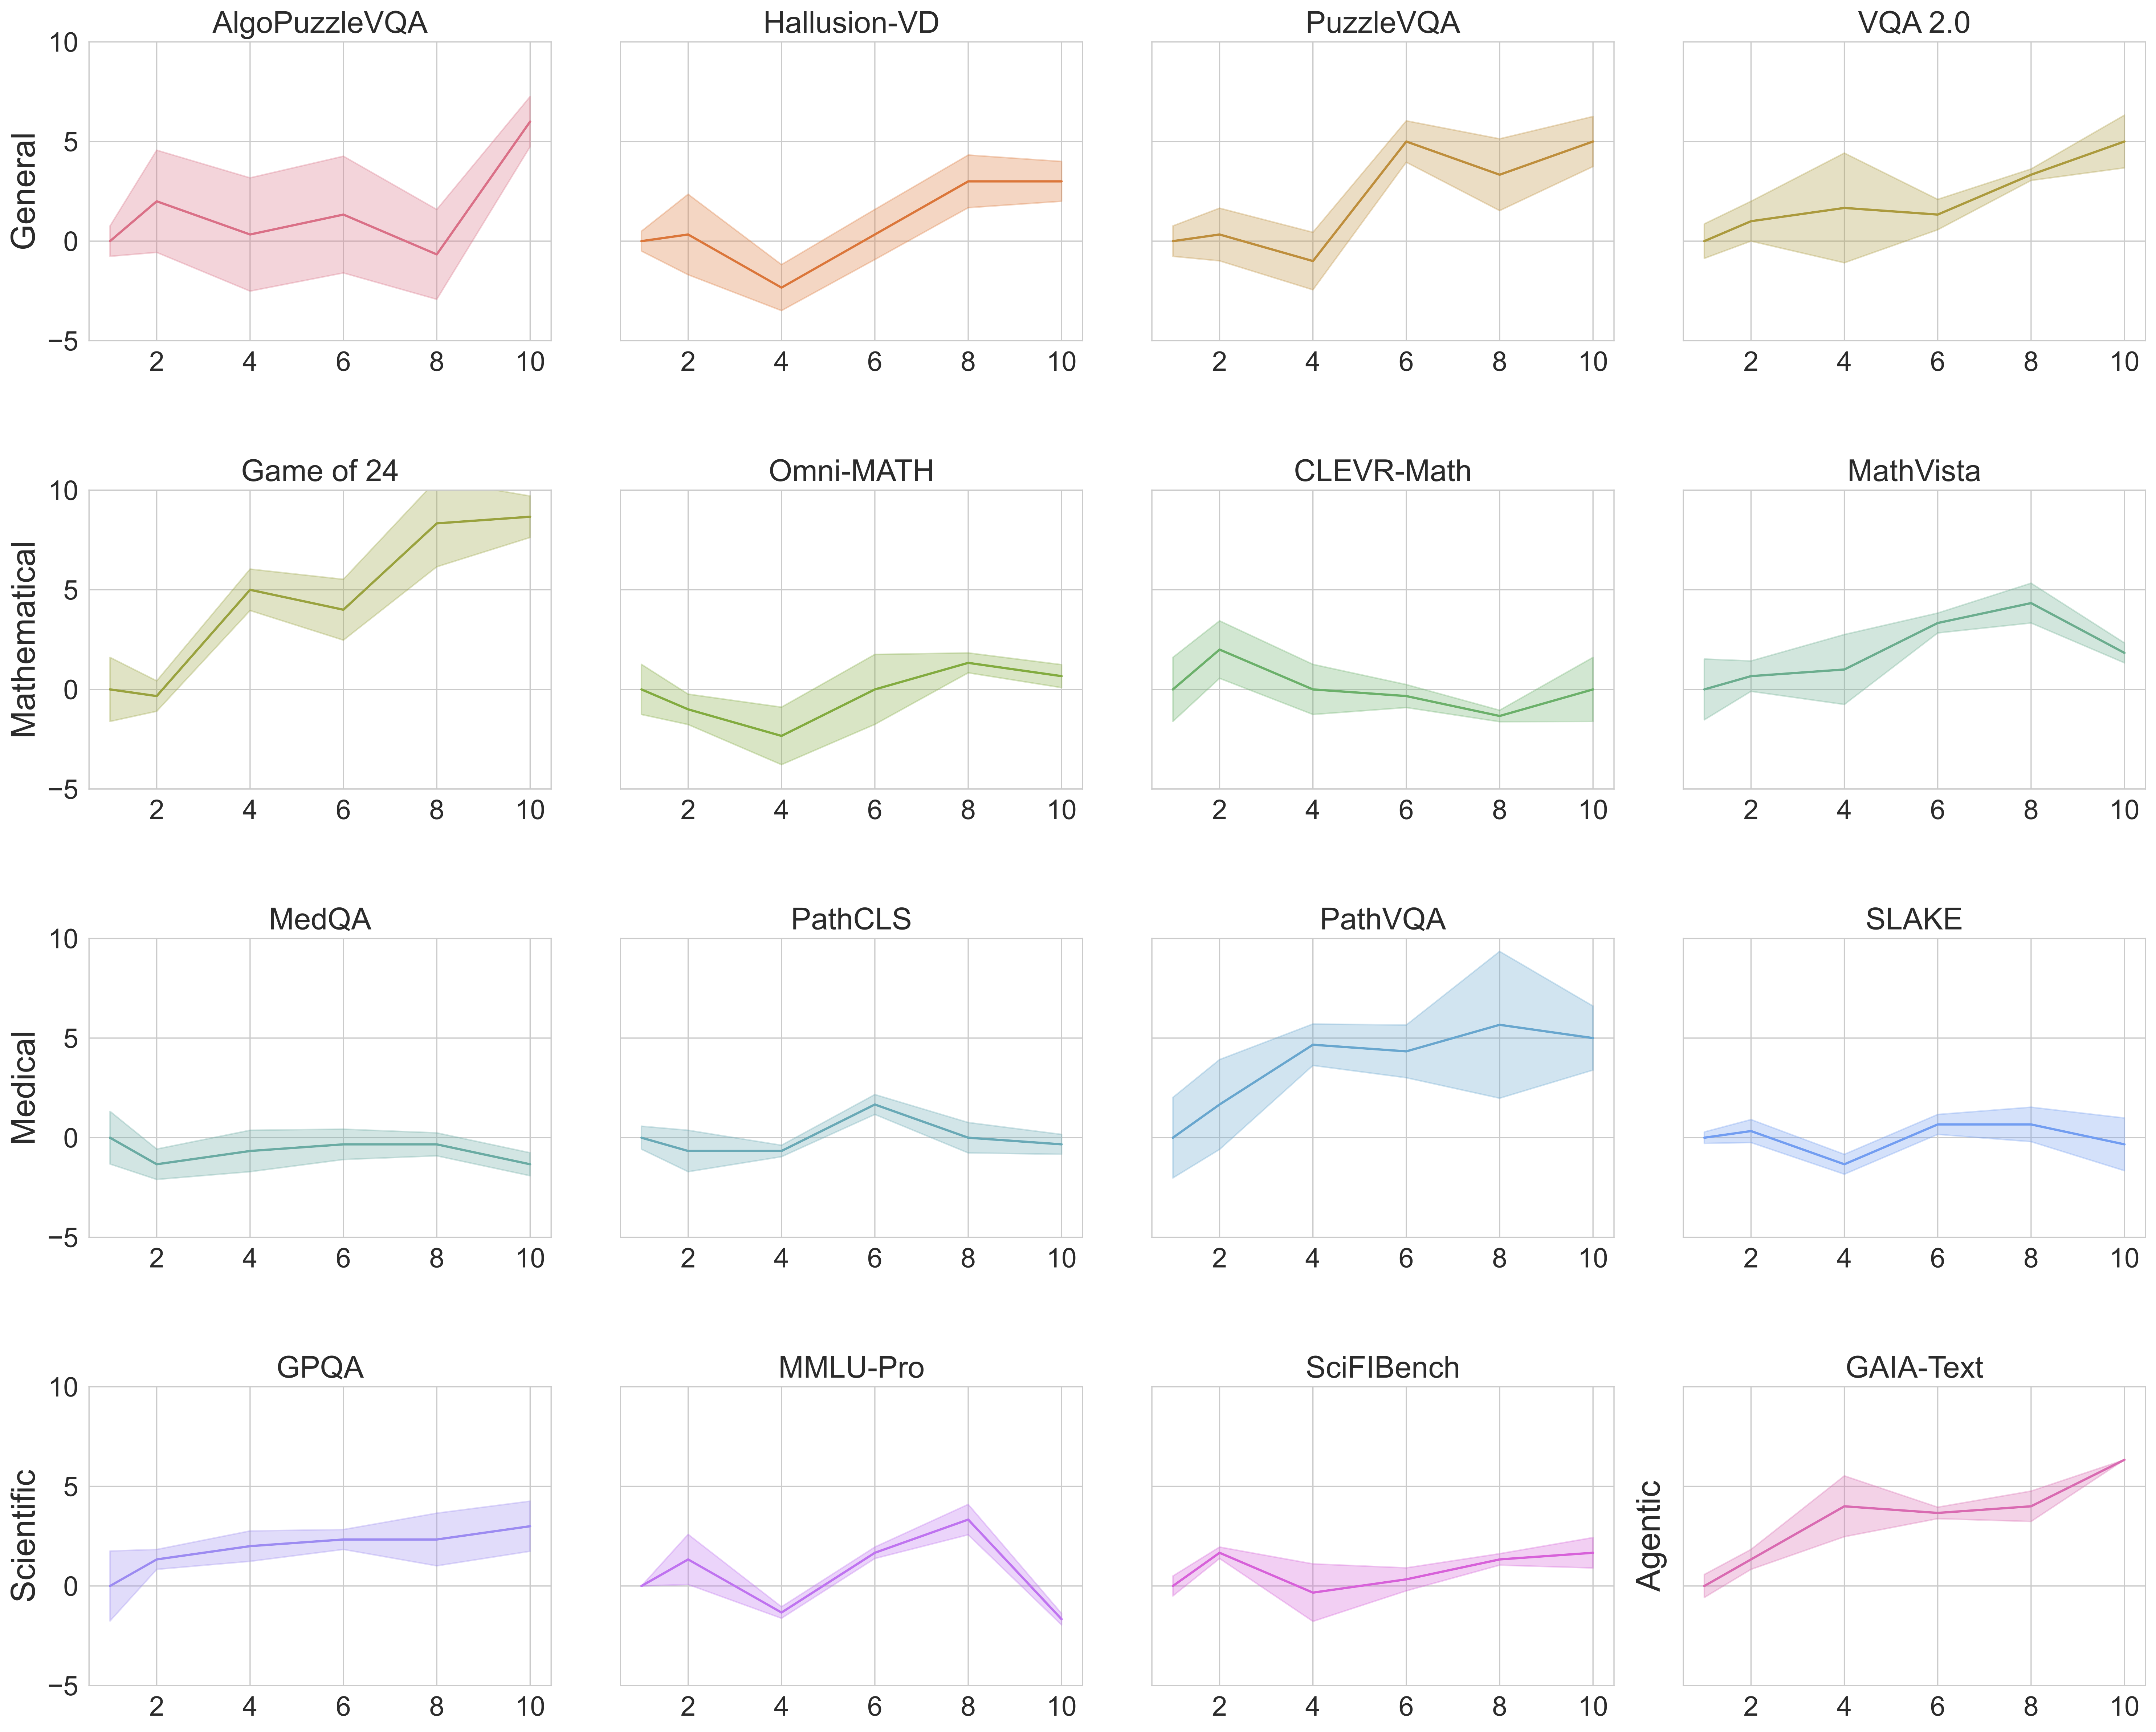 AlgoPuzzleVQA Hallusion-VD PuzzleVQA VQA 2.0
General
10
5
0
−5
2 4 6 8 10 2 4 6 8 10 2 4 6 8 10 2 4 6 8 10
Game of 24 Omni-MATH CLEVR-Math MathVista
Mathematical
10
5
0
−5
2 4 6 8 10 2 4 6 8 10 2 4 6 8 10 2 4 6 8 10
MedQA PathCLS PathVQA SLAKE
Medical
10
5
0
−5
2 4 6 8 10 2 4 6 8 10 2 4 6 8 10 2 4 6 8 10
GPQA MMLU-Pro SciFIBench GAIA-Text
Scientific
10
5
0
−5
Agentic
2 4 6 8 10 2 4 6 8 10 2 4 6 8 10 2 4 6 8 10